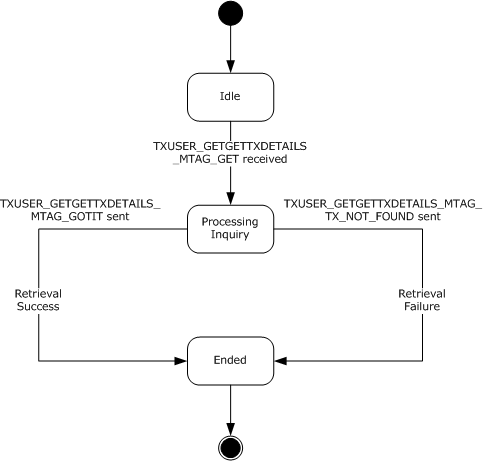 Idle
TXUSER_GETGETTXDETAILS
_MTAG_GET received
TXUSER_GETGETTXDETAILS_
MTAG_GOTIT sent
TXUSER_GETGETTXDETAILS_MTAG_
TX_NOT_FOUND sent
Processing
Inquiry
Retrieval
Success
Retrieval
Failure
Ended